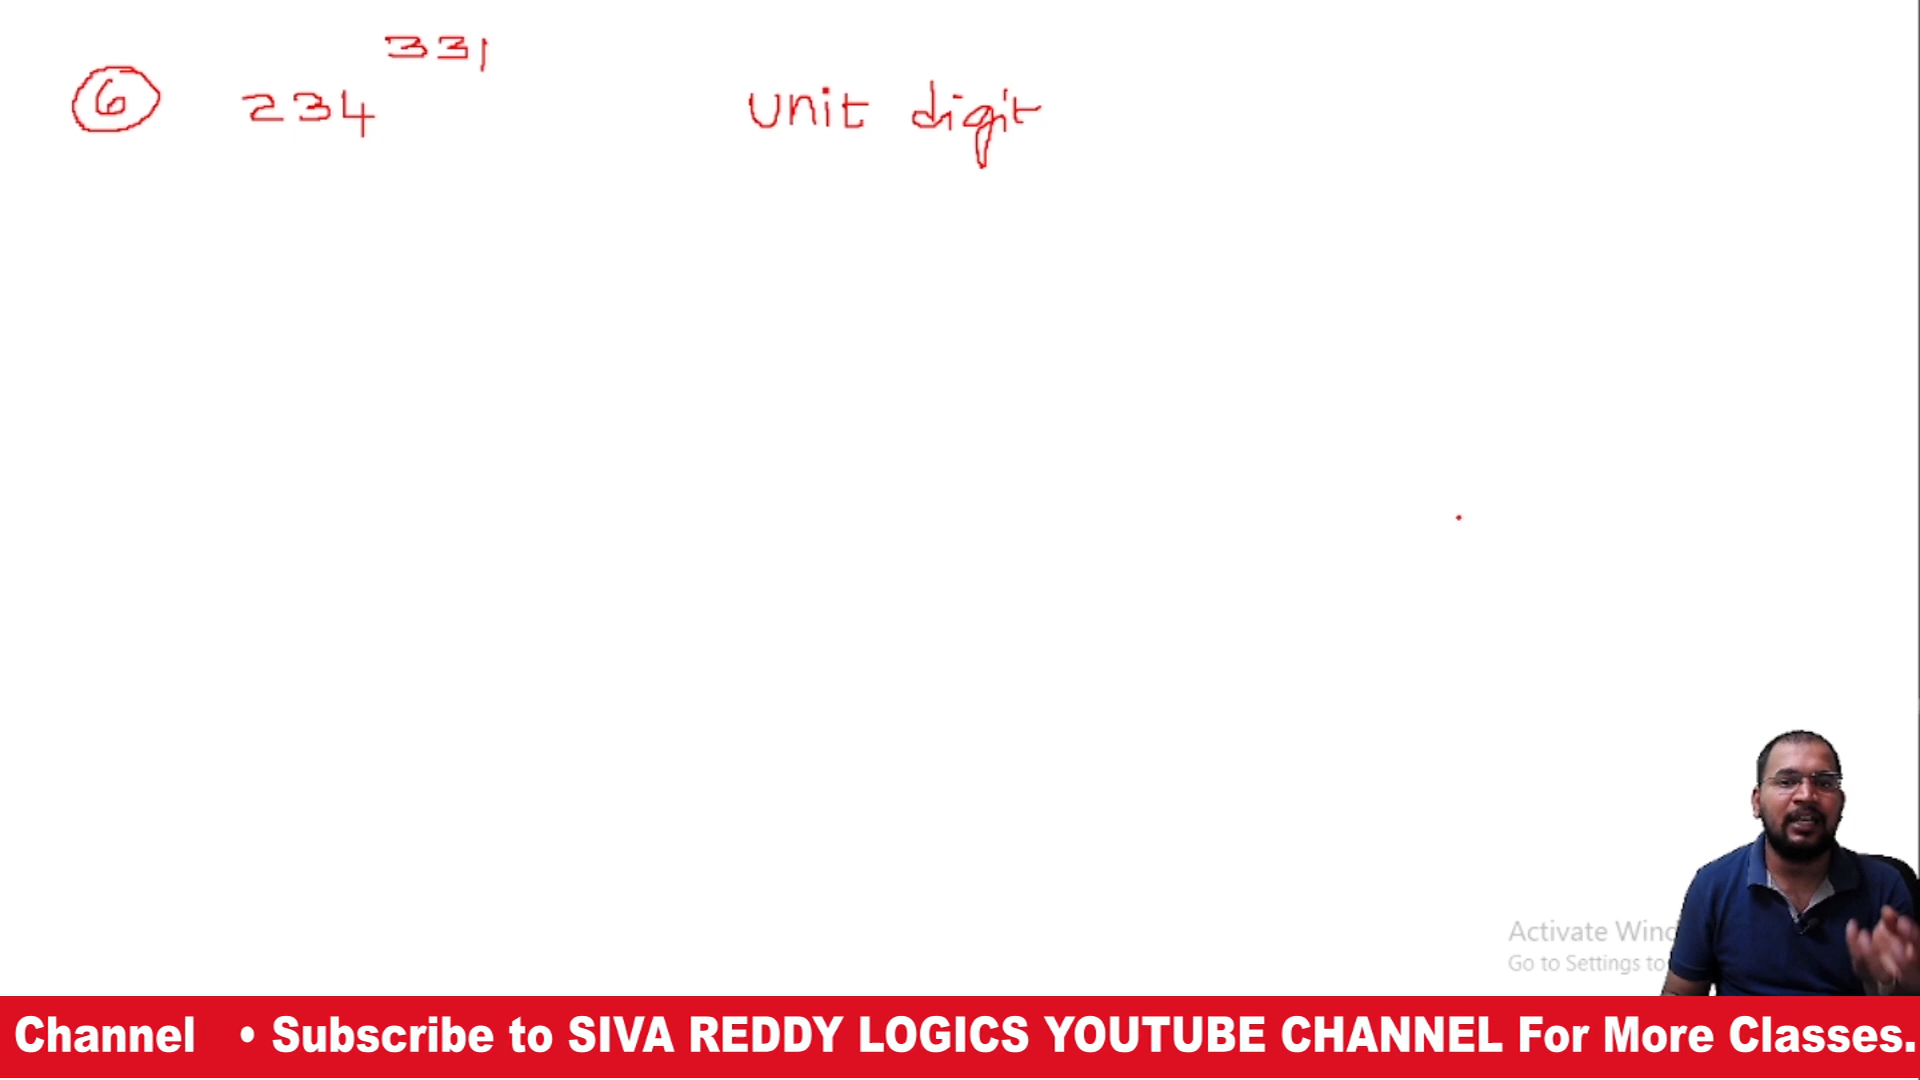 ⑥ 234^331 unit digit
Activate Wind
Go to Settings to
Channel • Subscribe to SIVA REDDY LOGICS YOUTUBE CHANNEL For More Classes.